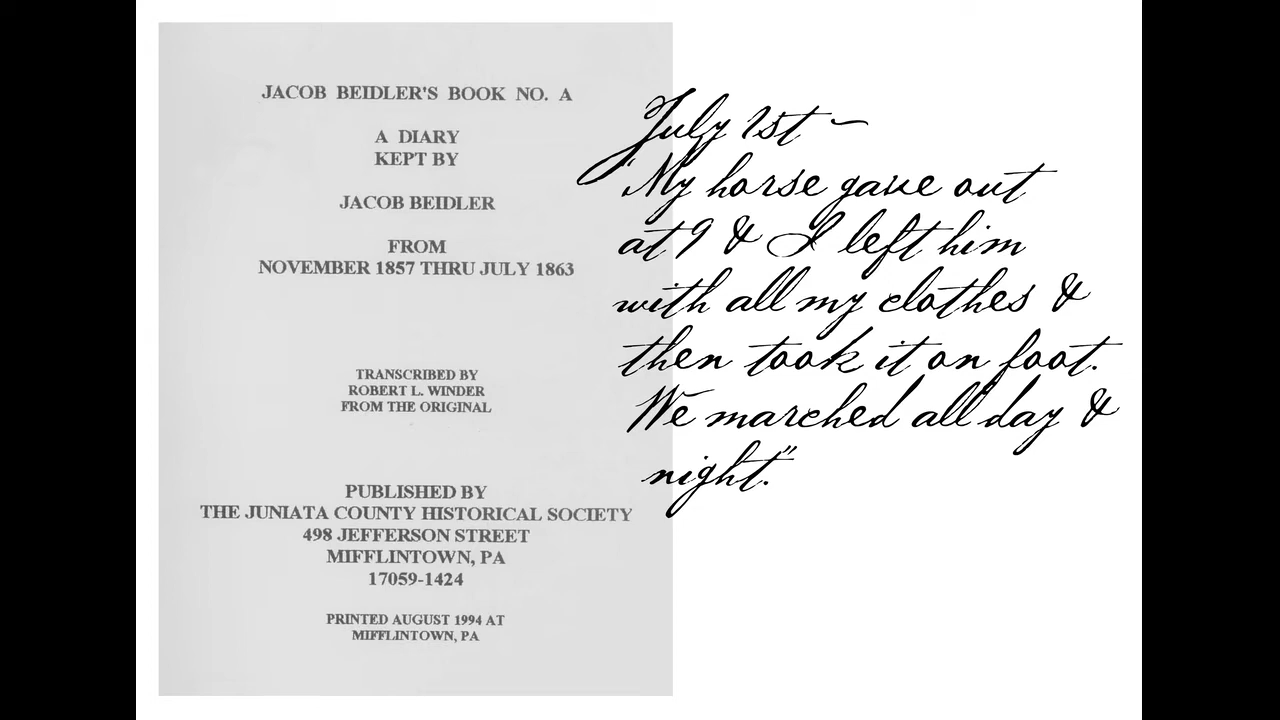 JACOB BEIDLER'S BOOK NO. A
A DIARY
KEPT BY
JACOB BEIDLER
FROM
NOVEMBER 1857 THRU JULY 1863
TRANSCRIBED BY
ROBERT L. WINDER
FROM THE ORIGINAL
PUBLISHED BY
THE JUNIATA COUNTY HISTORICAL SOCIETY
498 JEFFERSON STREET
MIFFLINTOWN, PA
17059-1424
PRINTED AUGUST 1994 AT
MIFFLINTOWN, PA
July 1st ~
"My horse gave out
at 9 & I left him
with all my clothes &
then took it on foot.
We marched all day &
night."